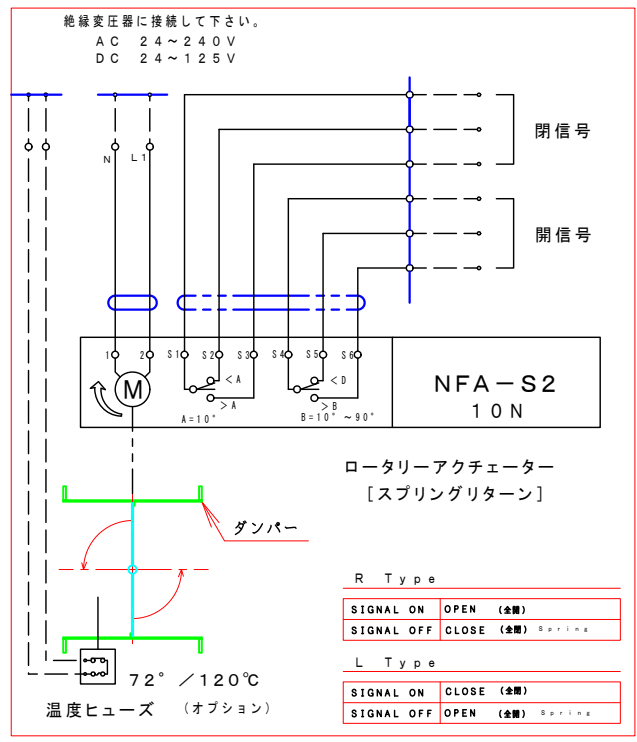 絶縁変圧器に接続して下さい。
AC 24～240V
DC 24～125V
N L1
閉信号
開信号
1 2 S1 S2 S3 S4 S5 S6
M
<A
>A
A=10°
<D
>B
B=10° ~90°
NFA-S2
10N
ロータリーアクチェーター
[スプリングリターン]
ダンパー
72° /120℃
温度ヒューズ (オプション)
R Type
SIGNAL ON OPEN (全開)
SIGNAL OFF CLOSE (全閉) Spring
L Type
SIGNAL ON CLOSE (全閉)
SIGNAL OFF OPEN (全開) Spring